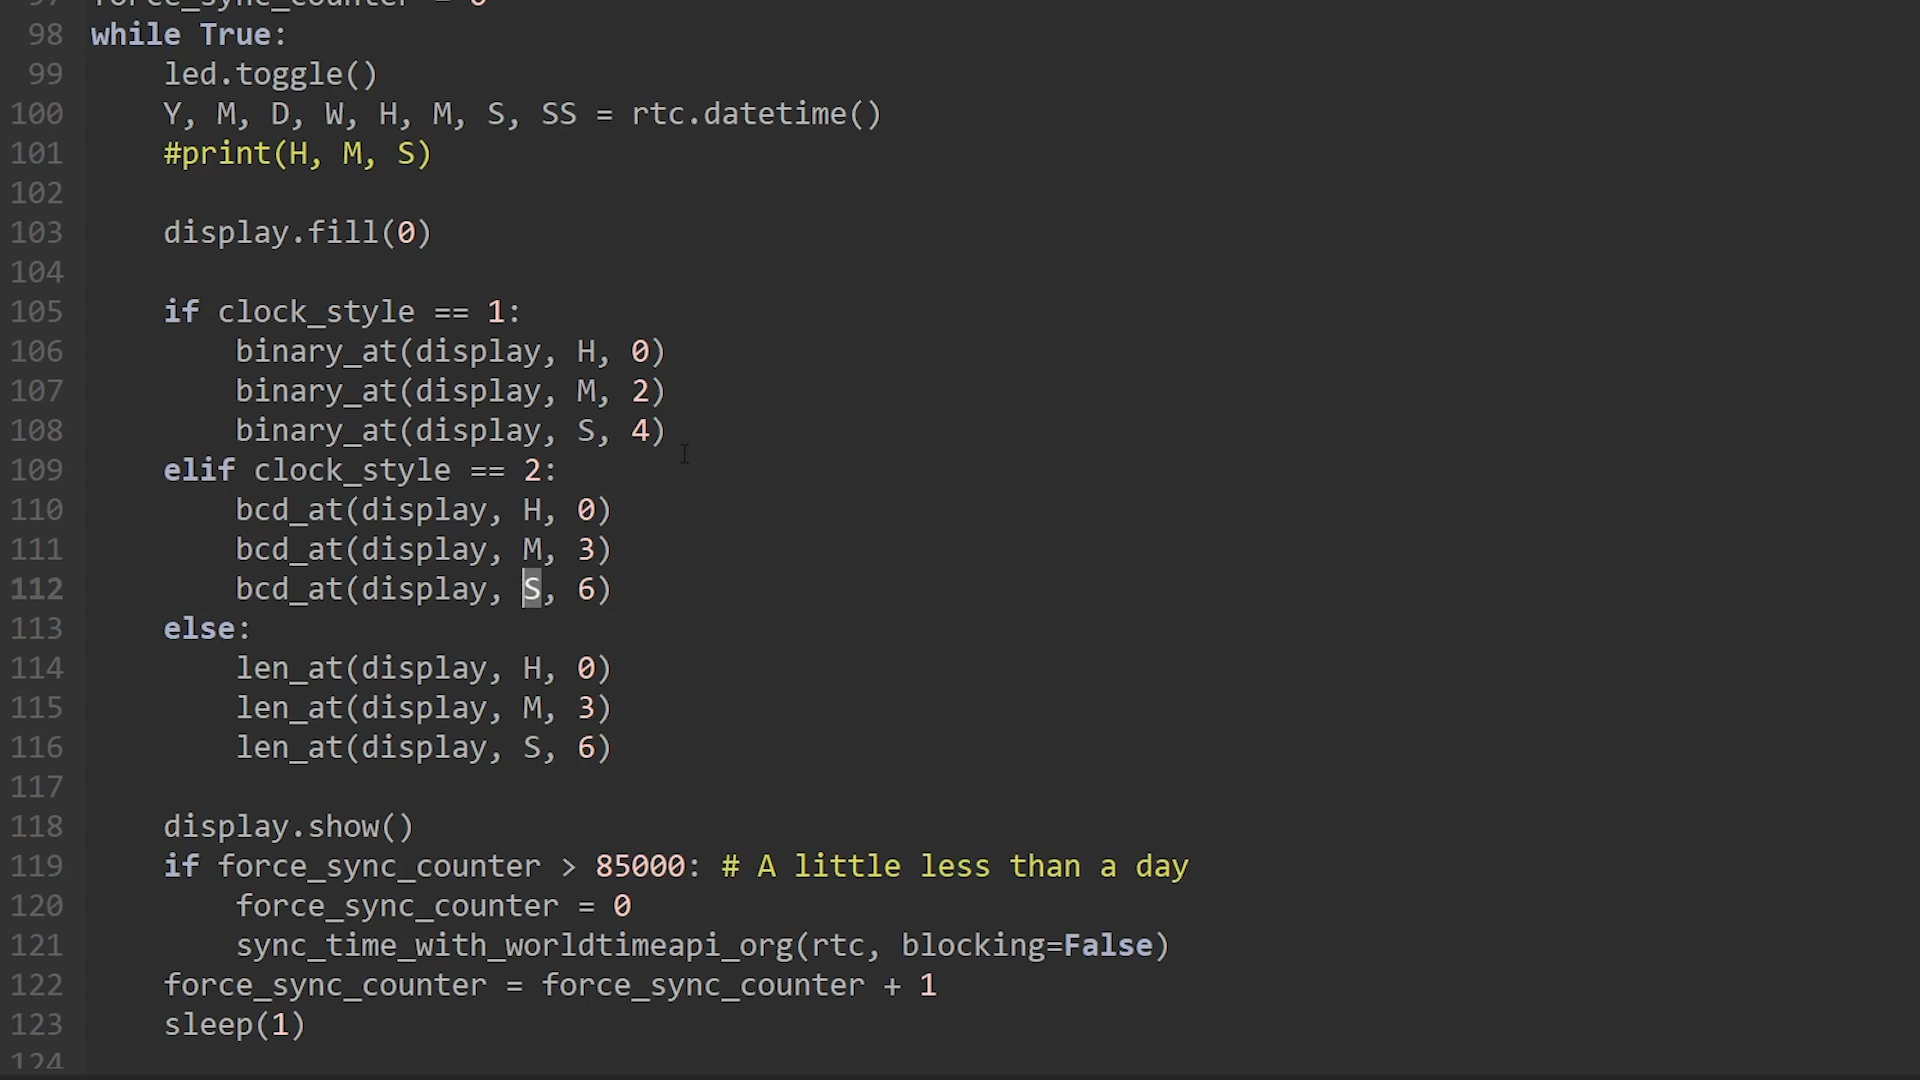 97 force_sync_counter = 0
98 while True:
99     led.toggle()
100     Y, M, D, W, H, M, S, SS = rtc.datetime()
101     #print(H, M, S)
102
103     display.fill(0)
104
105     if clock_style == 1:
106         binary_at(display, H, 0)
107         binary_at(display, M, 2)
108         binary_at(display, S, 4)
109     elif clock_style == 2:
110         bcd_at(display, H, 0)
111         bcd_at(display, M, 3)
112         bcd_at(display, S, 6)
113     else:
114         len_at(display, H, 0)
115         len_at(display, M, 3)
116         len_at(display, S, 6)
117
118     display.show()
119     if force_sync_counter > 85000: # A little less than a day
120         force_sync_counter = 0
121         sync_time_with_worldtimeapi_org(rtc, blocking=False)
122     force_sync_counter = force_sync_counter + 1
123     sleep(1)
124